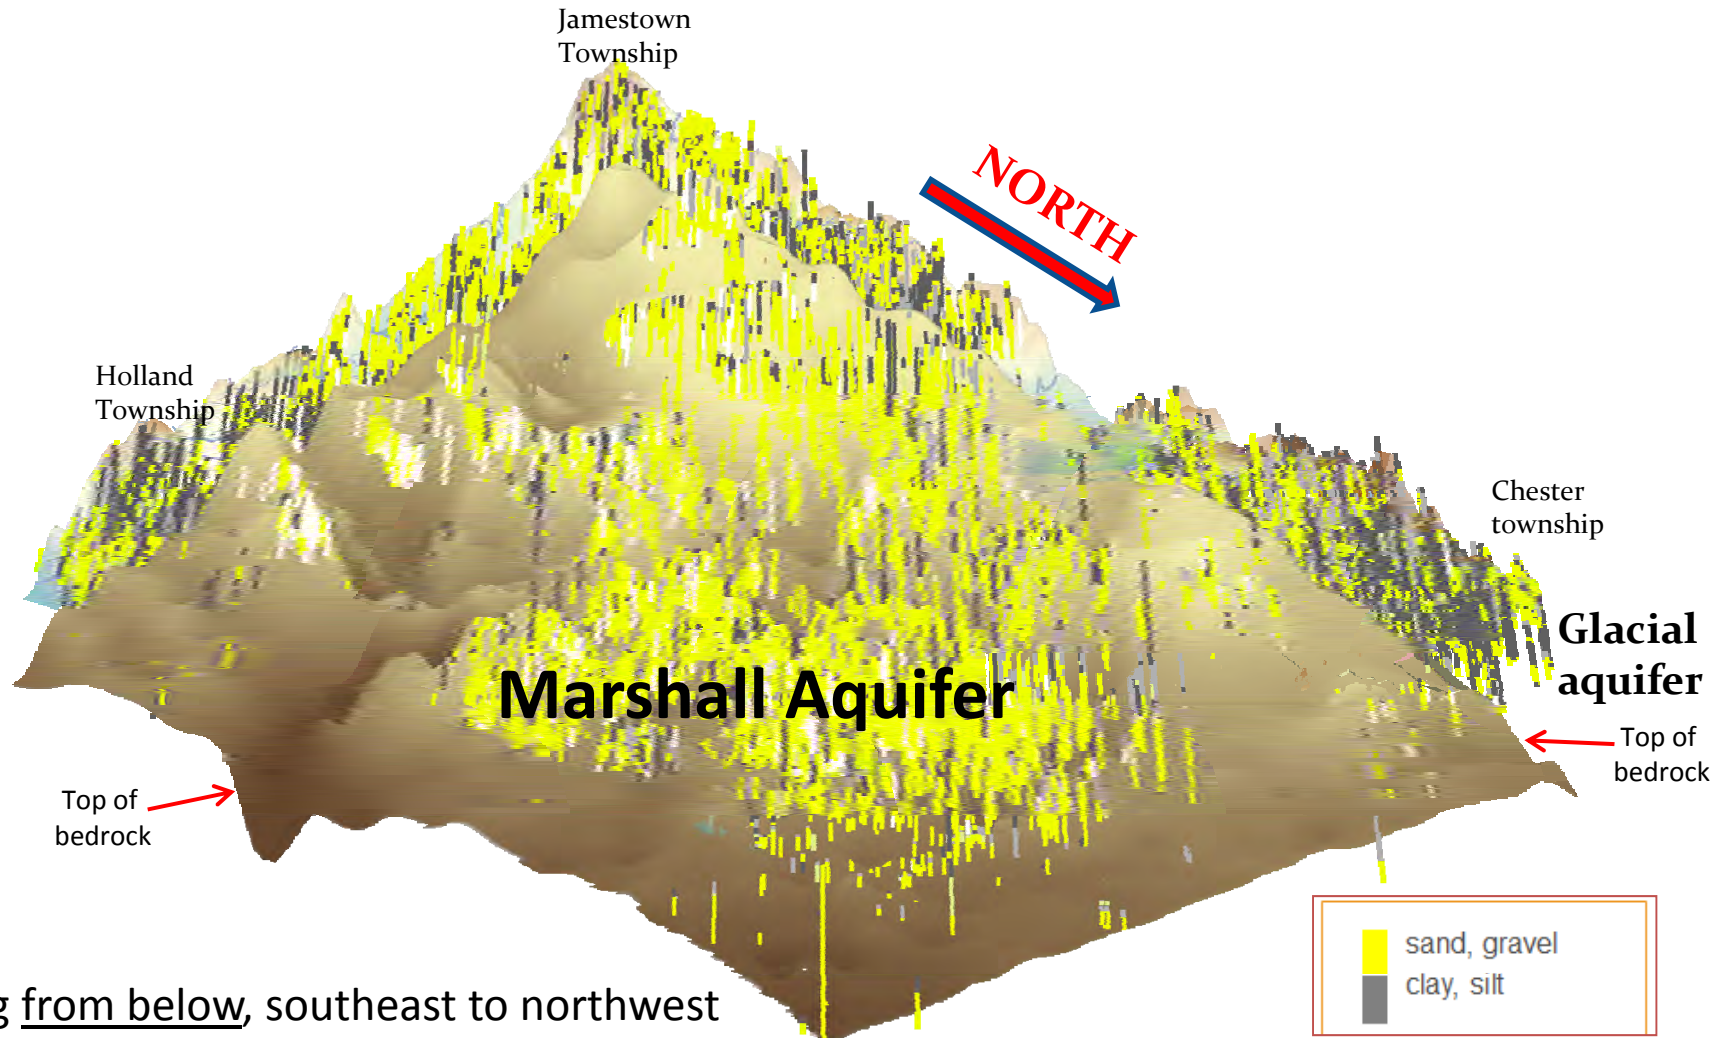 Jamestown
Township
NORTH
Holland
Township
Chester
township
Glacial
aquifer
Marshall Aquifer
Top of
bedrock
Top of
bedrock
sand, gravel
clay, silt
from below, southeast to northwest